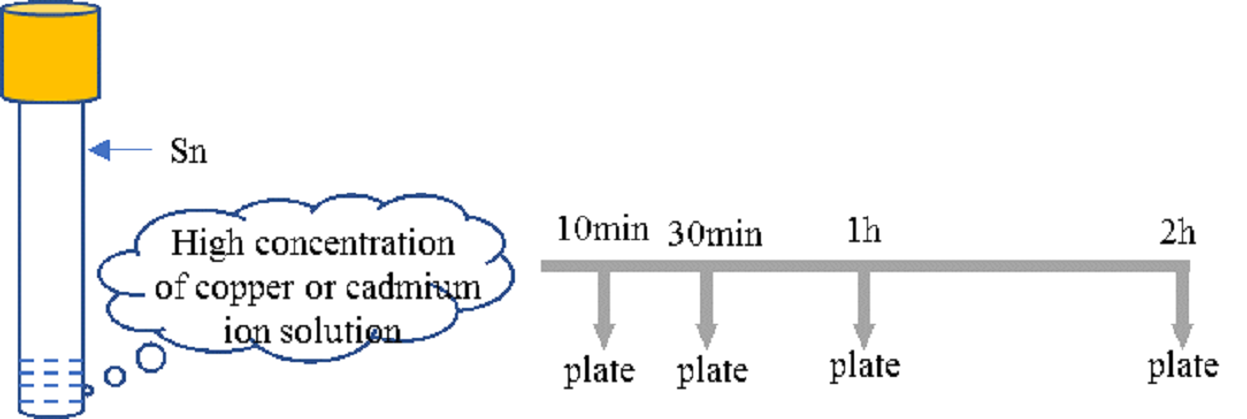 Sn
High concentration
of copper or cadmium
ion solution
10min 30min 1h 2h
plate plate plate plate